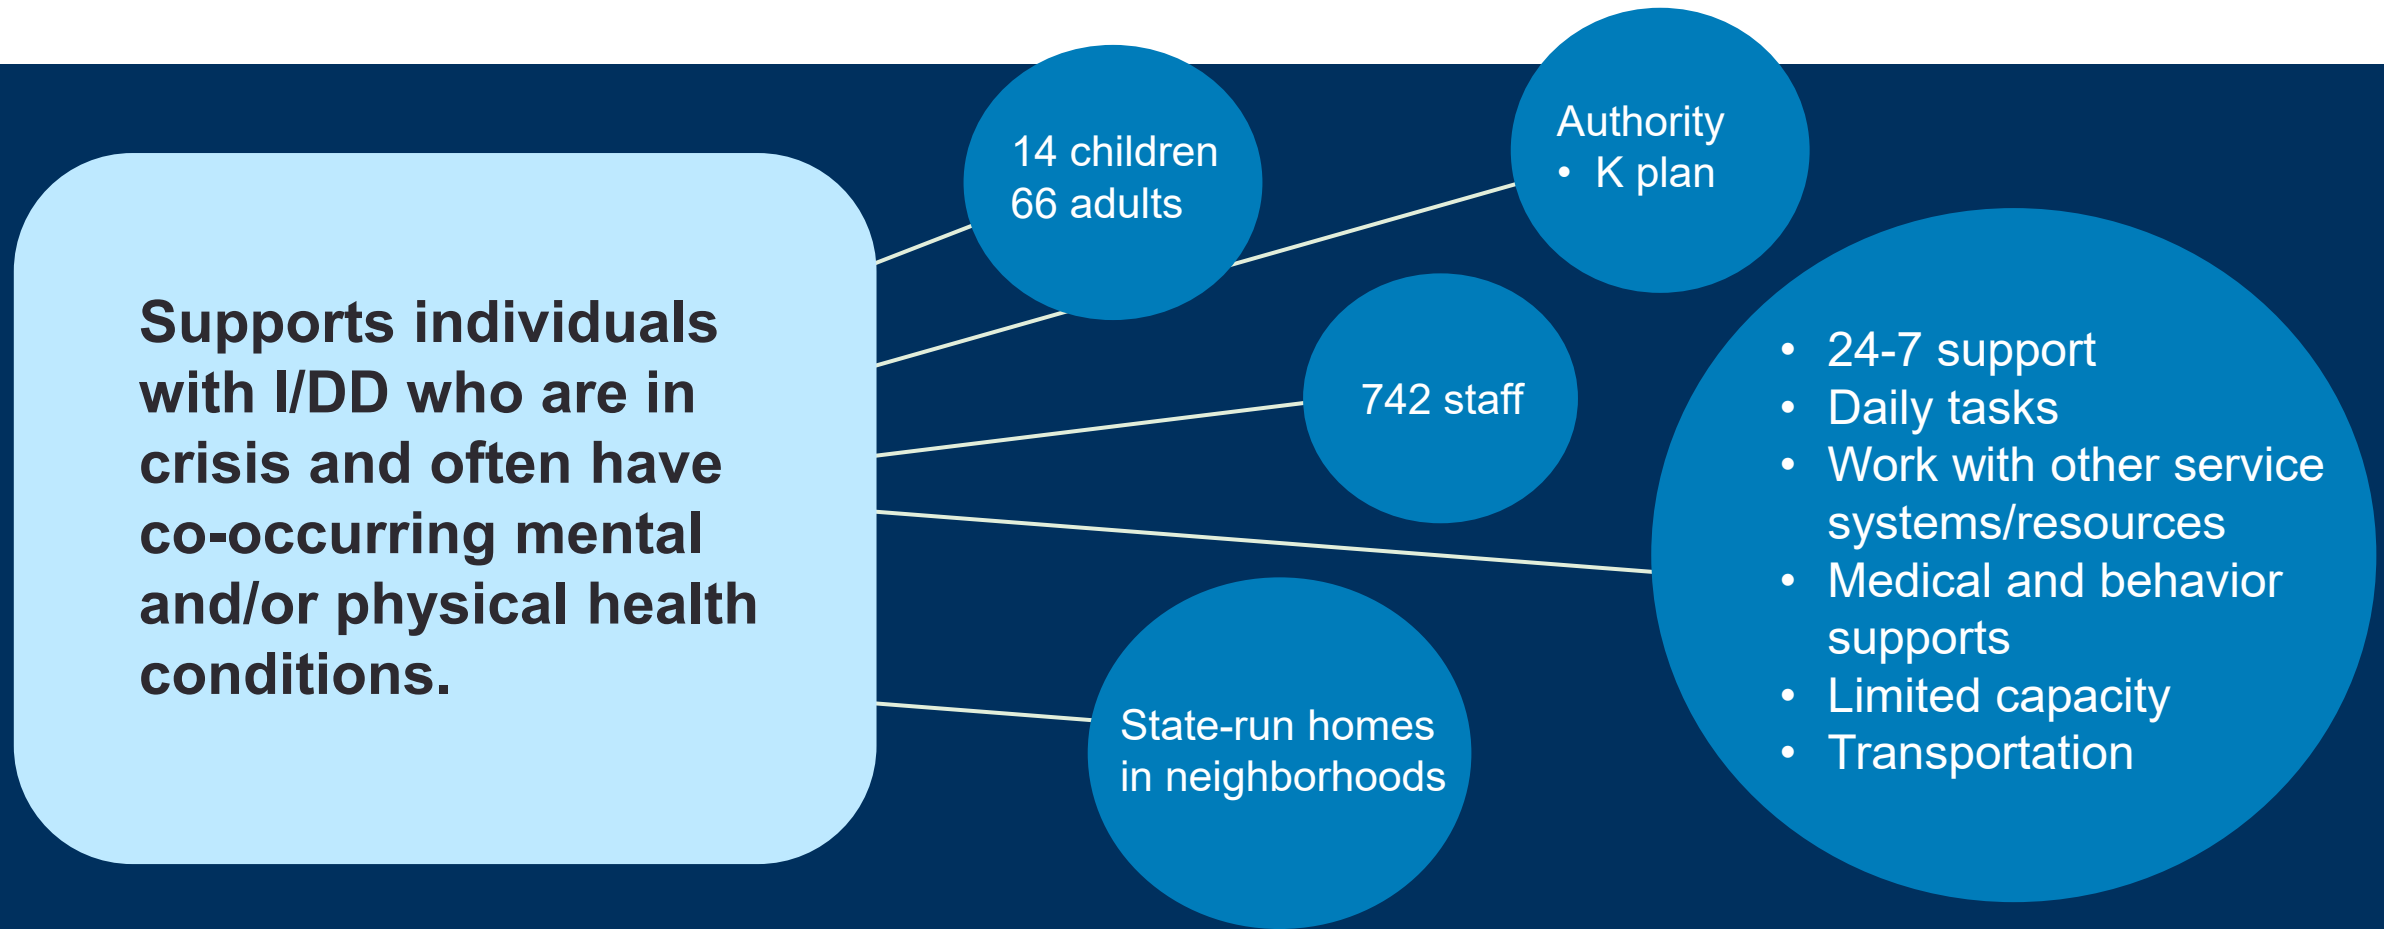 Supports individuals
with I/DD who are in
crisis and often have
co-occurring mental
and/or physical health
conditions.
14 children
66 adults
Authority
• K plan
742 staff
• 24-7 support
• Daily tasks
• Work with other service
systems/resources
• Medical and behavior
supports
• Limited capacity
• Transportation
State-run homes
in neighborhoods